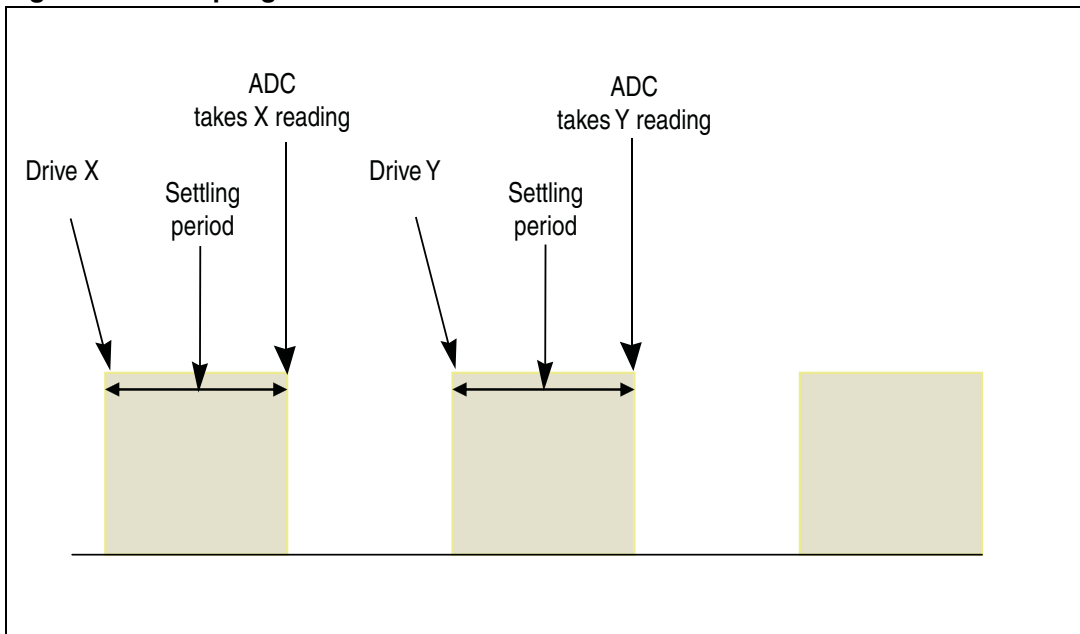 ADC
takes X reading
ADC
takes Y reading
Drive X
Settling
period
Drive Y
Settling
period